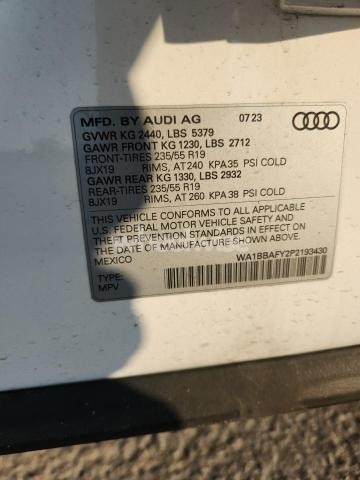 MFD. BY AUDI AG 07 23
GVWR KG 2440, LBS 5379
GAWR FRONT KG 1230, LBS 2712
FRONT-TIRES 235/55 R19
8JX19 RIMS, AT 240 KPA 35 PSI COLD
GAWR REAR KG 1330, LBS 2932
REAR-TIRES 235/55 R19
8JX19 RIMS, AT 260 KPA 38 PSI COLD
THIS VEHICLE CONFORMS TO ALL APPLICABLE
U.S. FEDERAL MOTOR VEHICLE SAFETY AND
THEFT PREVENTION STANDARDS IN EFFECT ON
THE DATE OF MANUFACTURE SHOWN ABOVE.
MEXICO
WA1BBAFY2P2193430
TYPE:
MPV